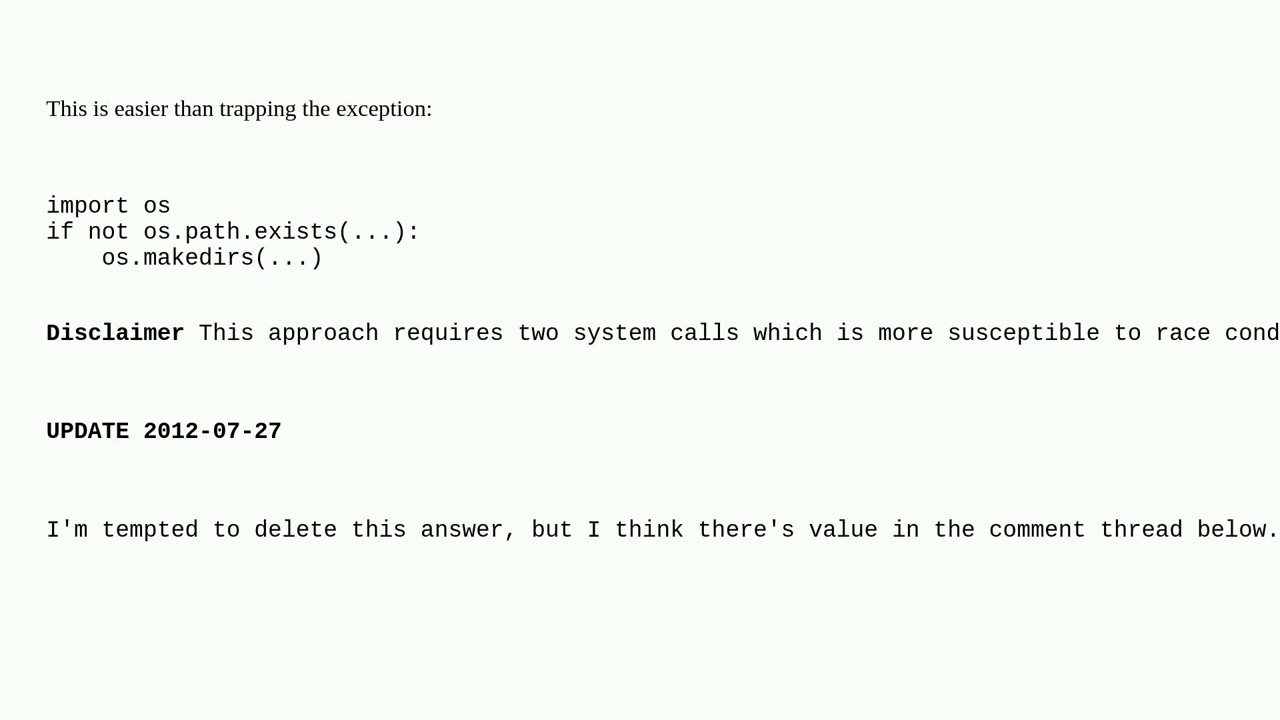 This is easier than trapping the exception:
import os
if not os.path.exists(...):
    os.makedirs(...)
Disclaimer This approach requires two system calls which is more susceptible to race cond
UPDATE 2012-07-27
I'm tempted to delete this answer, but I think there's value in the comment thread below.